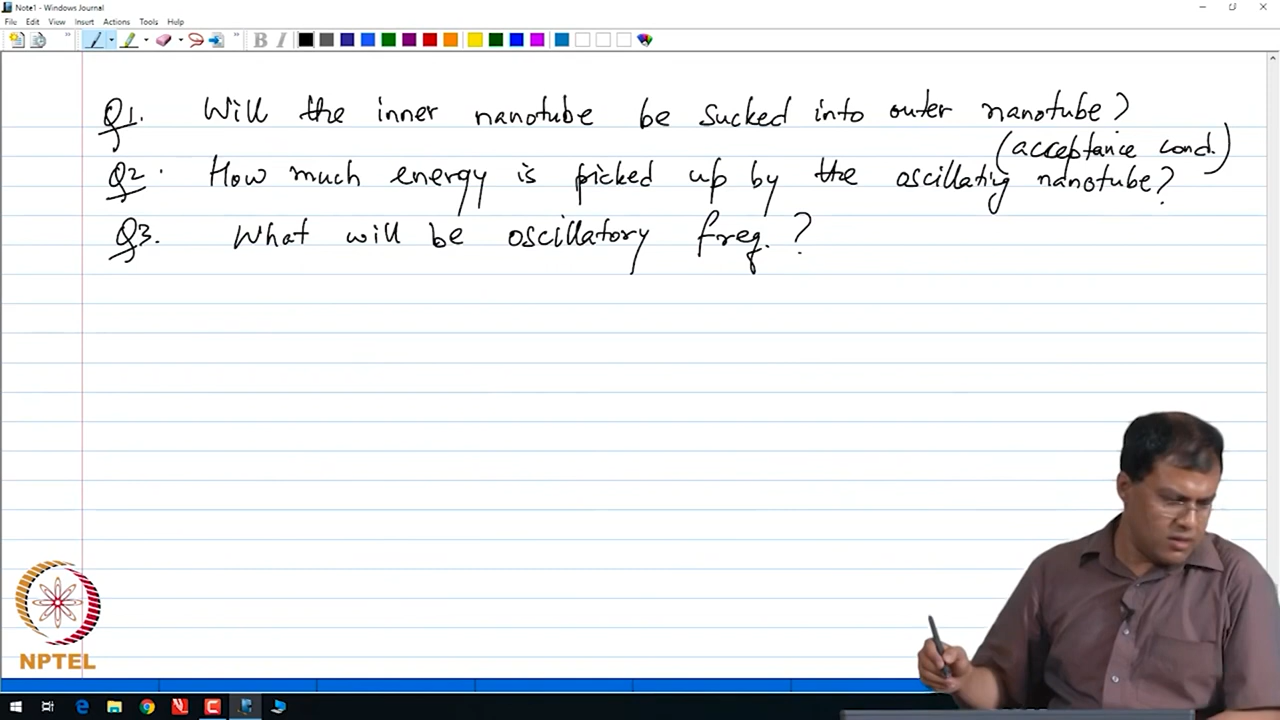 Note1 - Windows Journal
File Edit View Insert Actions Tools Help
B I
Q1. Will the inner nanotube be sucked into outer nanotube?
(acceptance cond.)
Q2. How much energy is picked up by the oscillating nanotube?
Q3. What will be oscillatory freq.?
NPTEL